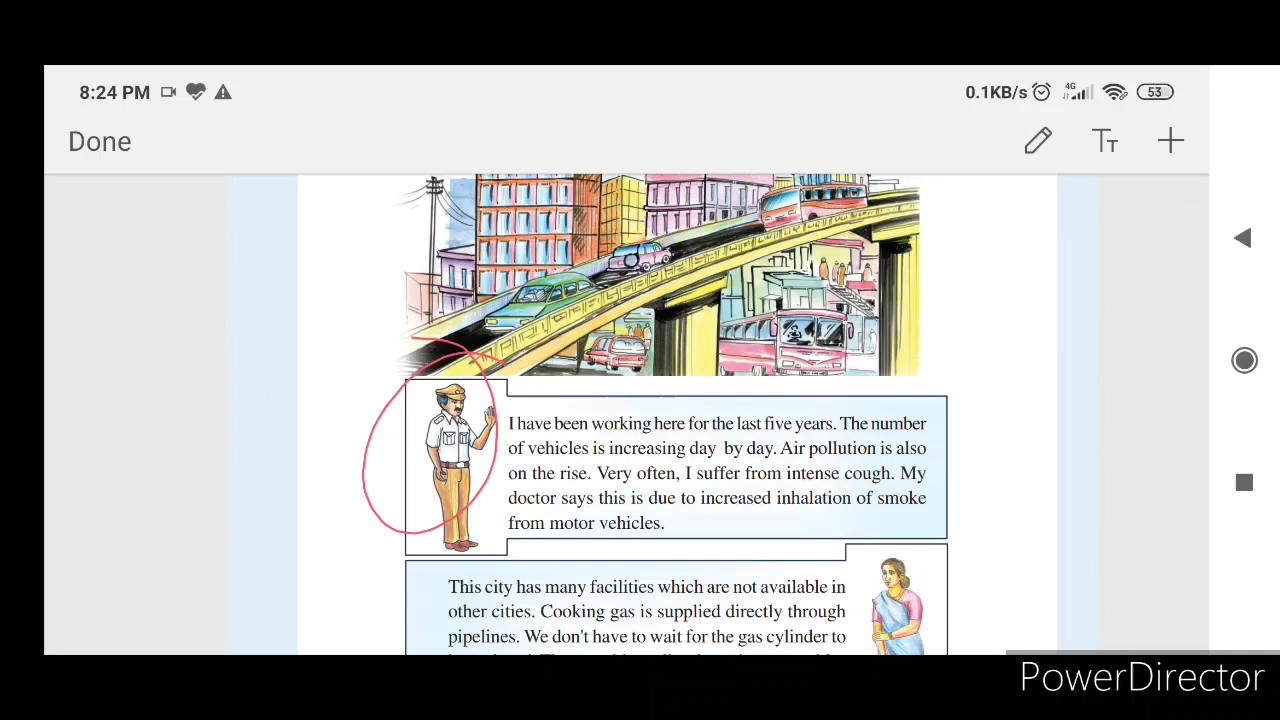 8:24 PM
0.1KB/s 4G 53
Done
TT
I have been working here for the last five years. The number
of vehicles is increasing day by day. Air pollution is also
on the rise. Very often, I suffer from intense cough. My
doctor says this is due to increased inhalation of smoke
from motor vehicles.
This city has many facilities which are not available in
other cities. Cooking gas is supplied directly through
pipelines. We don't have to wait for the gas cylinder to
PowerDirector